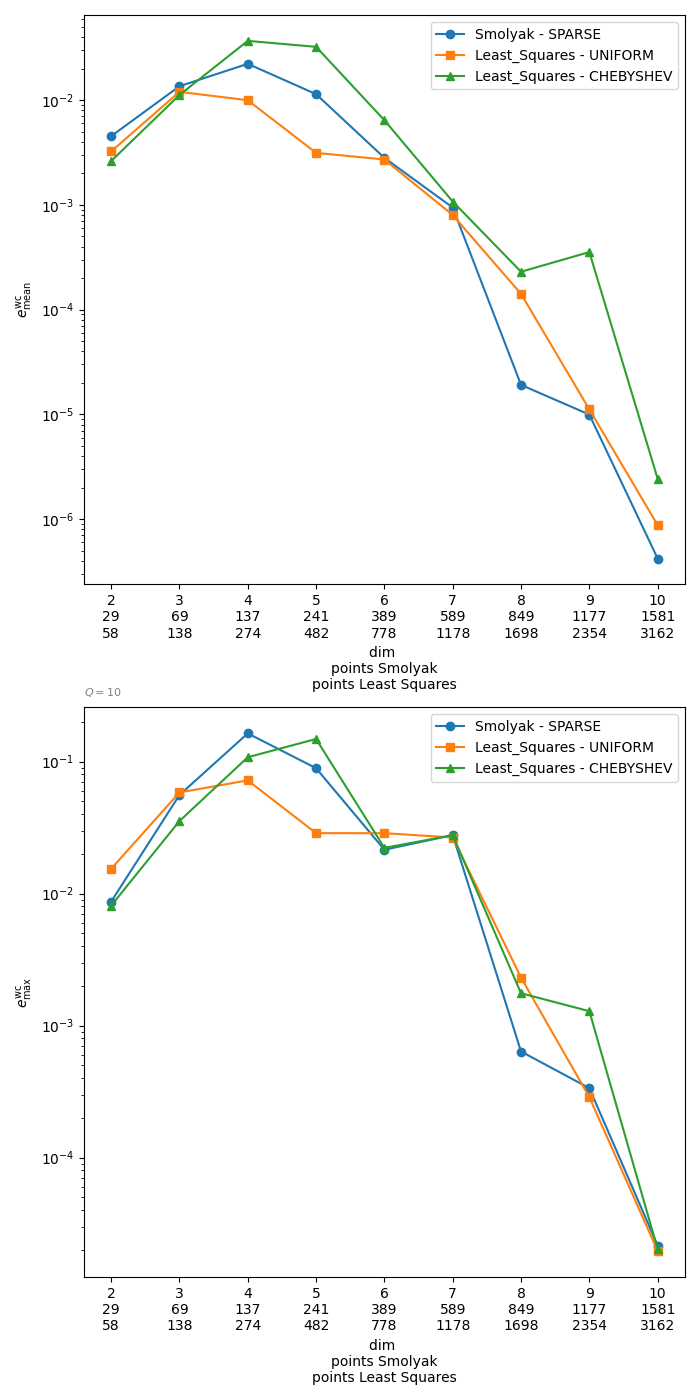 Smolyak - SPARSE
Least_Squares - UNIFORM
Least_Squares - CHEBYSHEV
10⁻²
10⁻³
10⁻⁴
10⁻⁵
10⁻⁶
e^wc_mean
2 3 4 5 6 7 8 9 10
29 69 137 241 389 589 849 1177 1581
58 138 274 482 778 1178 1698 2354 3162
dim
points Smolyak
points Least Squares
Q = 10
Smolyak - SPARSE
Least_Squares - UNIFORM
Least_Squares - CHEBYSHEV
10⁻¹
10⁻²
10⁻³
10⁻⁴
e^wc_max
2 3 4 5 6 7 8 9 10
29 69 137 241 389 589 849 1177 1581
58 138 274 482 778 1178 1698 2354 3162
dim
points Smolyak
points Least Squares